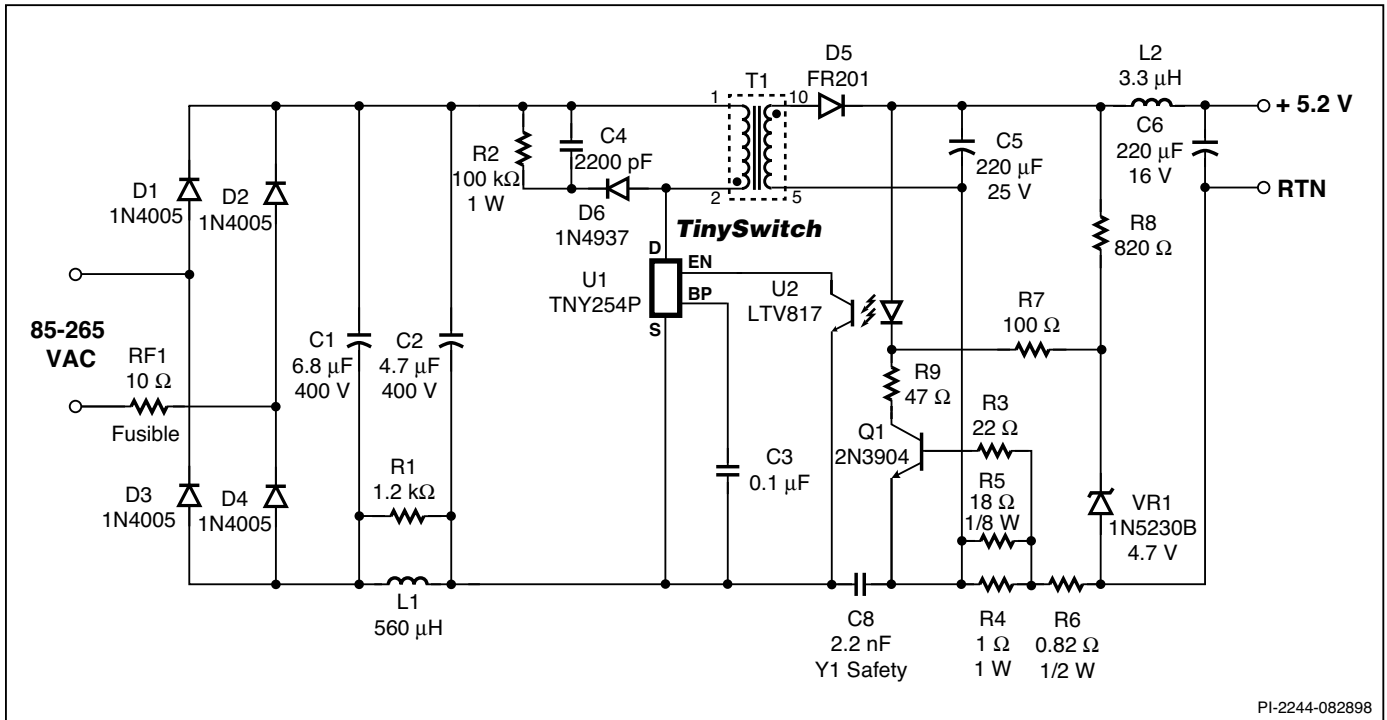 D5
FR201
L2
3.3 µH
T1
1
10
+ 5.2 V
R2
100 kΩ
1 W
C4
2200 pF
C5
220 µF
25 V
C6
220 µF
16 V
D1
1N4005
D2
1N4005
2
5
RTN
D6
1N4937
TinySwitch
R8
820 Ω
D
EN
U1
TNY254P
BP
S
U2
LTV817
R7
100 Ω
85-265
VAC
RF1
10 Ω
Fusible
C1
6.8 µF
400 V
C2
4.7 µF
400 V
R9
47 Ω
R3
22 Ω
Q1
2N3904
C3
0.1 µF
R1
1.2 kΩ
D3
1N4005
D4
1N4005
R5
18 Ω
1/8 W
VR1
1N5230B
4.7 V
L1
560 µH
C8
2.2 nF
Y1 Safety
R4
1 Ω
1 W
R6
0.82 Ω
1/2 W
PI-2244-082898